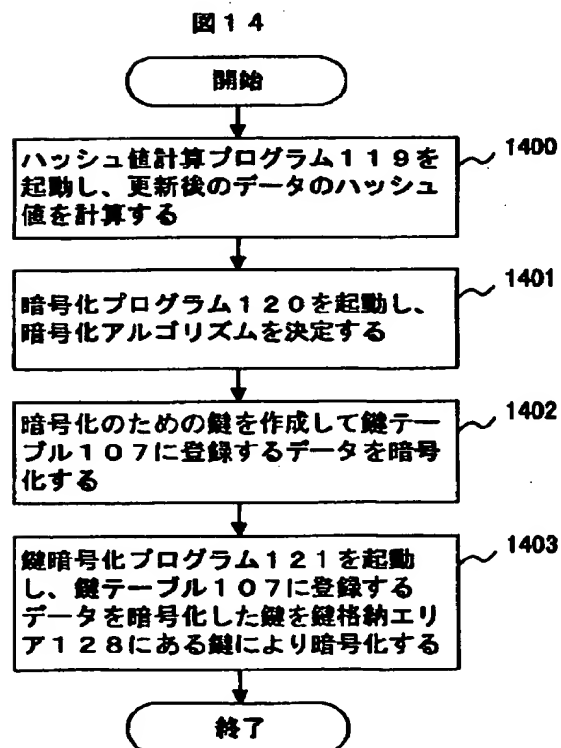 図１４
開始
ハッシュ値計算プログラム１１９を
起動し、更新後のデータのハッシュ
値を計算する
1400
暗号化プログラム１２０を起動し、
暗号化アルゴリズムを決定する
1401
暗号化のための鍵を作成して鍵テー
ブル１０７に登録するデータを暗号
化する
1402
鍵暗号化プログラム１２１を起動
し、鍵テーブル１０７に登録する
データを暗号化した鍵を鍵格納エリ
ア１２８にある鍵により暗号化する
1403
終了